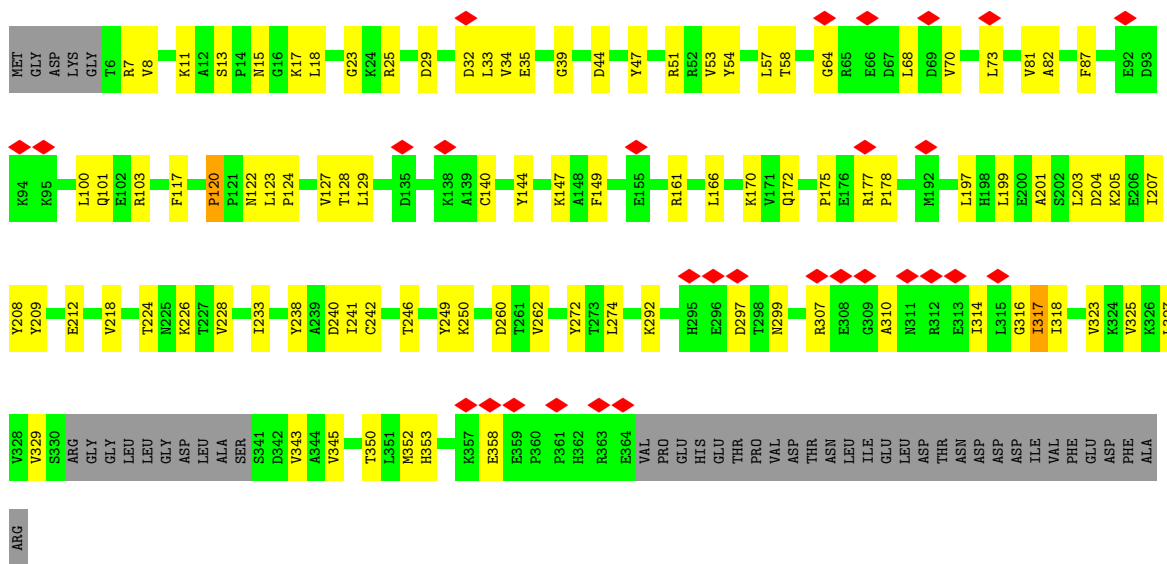 MET GLY ASP LYS GLY T6 R7 V8 K11 A12 S13 P14 N15 G16 K17 L18 G23 K24 R25 D29 D32 L33 V34 E35 G39 D44 Y47 R51 R52 V53 Y54 L57 T58 G64 R65 E66 D67 L68 D69 V70 L73 V81 A82 F87 E92 D93
K94 K95 L100 Q101 E102 R103 F117 P120 P121 N122 L123 P124 V127 T128 L129 D135 K138 A139 C140 Y144 K147 A148 F149 E155 R161 L166 K170 V171 Q172 P175 E176 R177 P178 M192 L197 H198 L199 E200 A201 S202 L203 D204 K205 E206 I207
Y208 Y209 E212 V218 T224 N225 K226 T227 V228 I233 Y238 A239 D240 I241 C242 T246 Y249 K250 D260 T261 V262 Y272 T273 L274 K292 H295 E296 D297 T298 N299 R307 E308 G309 A310 N311 R312 E313 I314 L315 G316 I317 I318 V323 K324 V325 K326
V328 V329 S330 ARG GLY GLY LEU LEU GLY ASP LEU ALA SER S341 D342 V343 A344 V345 T350 L351 M352 H353 K357 E358 E359 P360 P361 H362 R363 E364 VAL PRO GLU HIS GLU THR PRO VAL ASP THR ASN LEU ILE GLU LEU ASP THR ASN ASP ASP ASP ILE VAL PHE GLU ASP PHE ALA
ARG